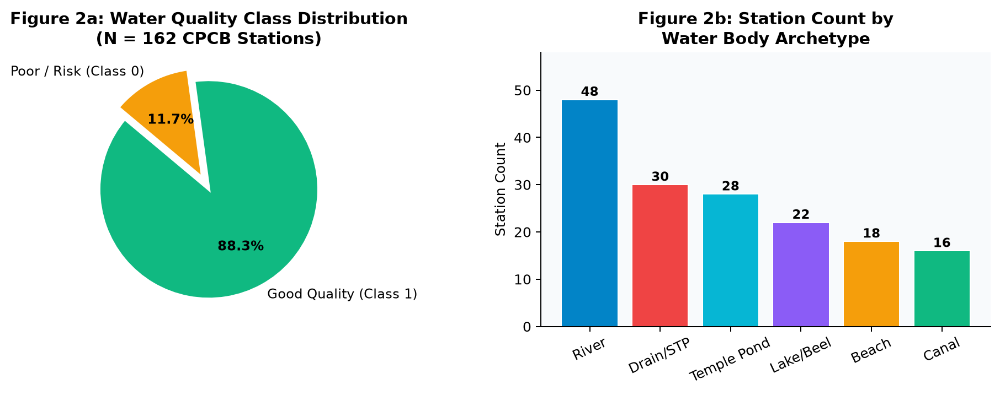 Figure 2a: Water Quality Class Distribution
(N = 162 CPCB Stations)
Poor / Risk (Class 0)
11.7%
88.3%
Good Quality (Class 1)
Figure 2b: Station Count by
Water Body Archetype
Station Count
50
40
30
20
10
0
48
30
28
22
18
16
River
Drain/STP
Temple Pond
Lake/Beel
Beach
Canal